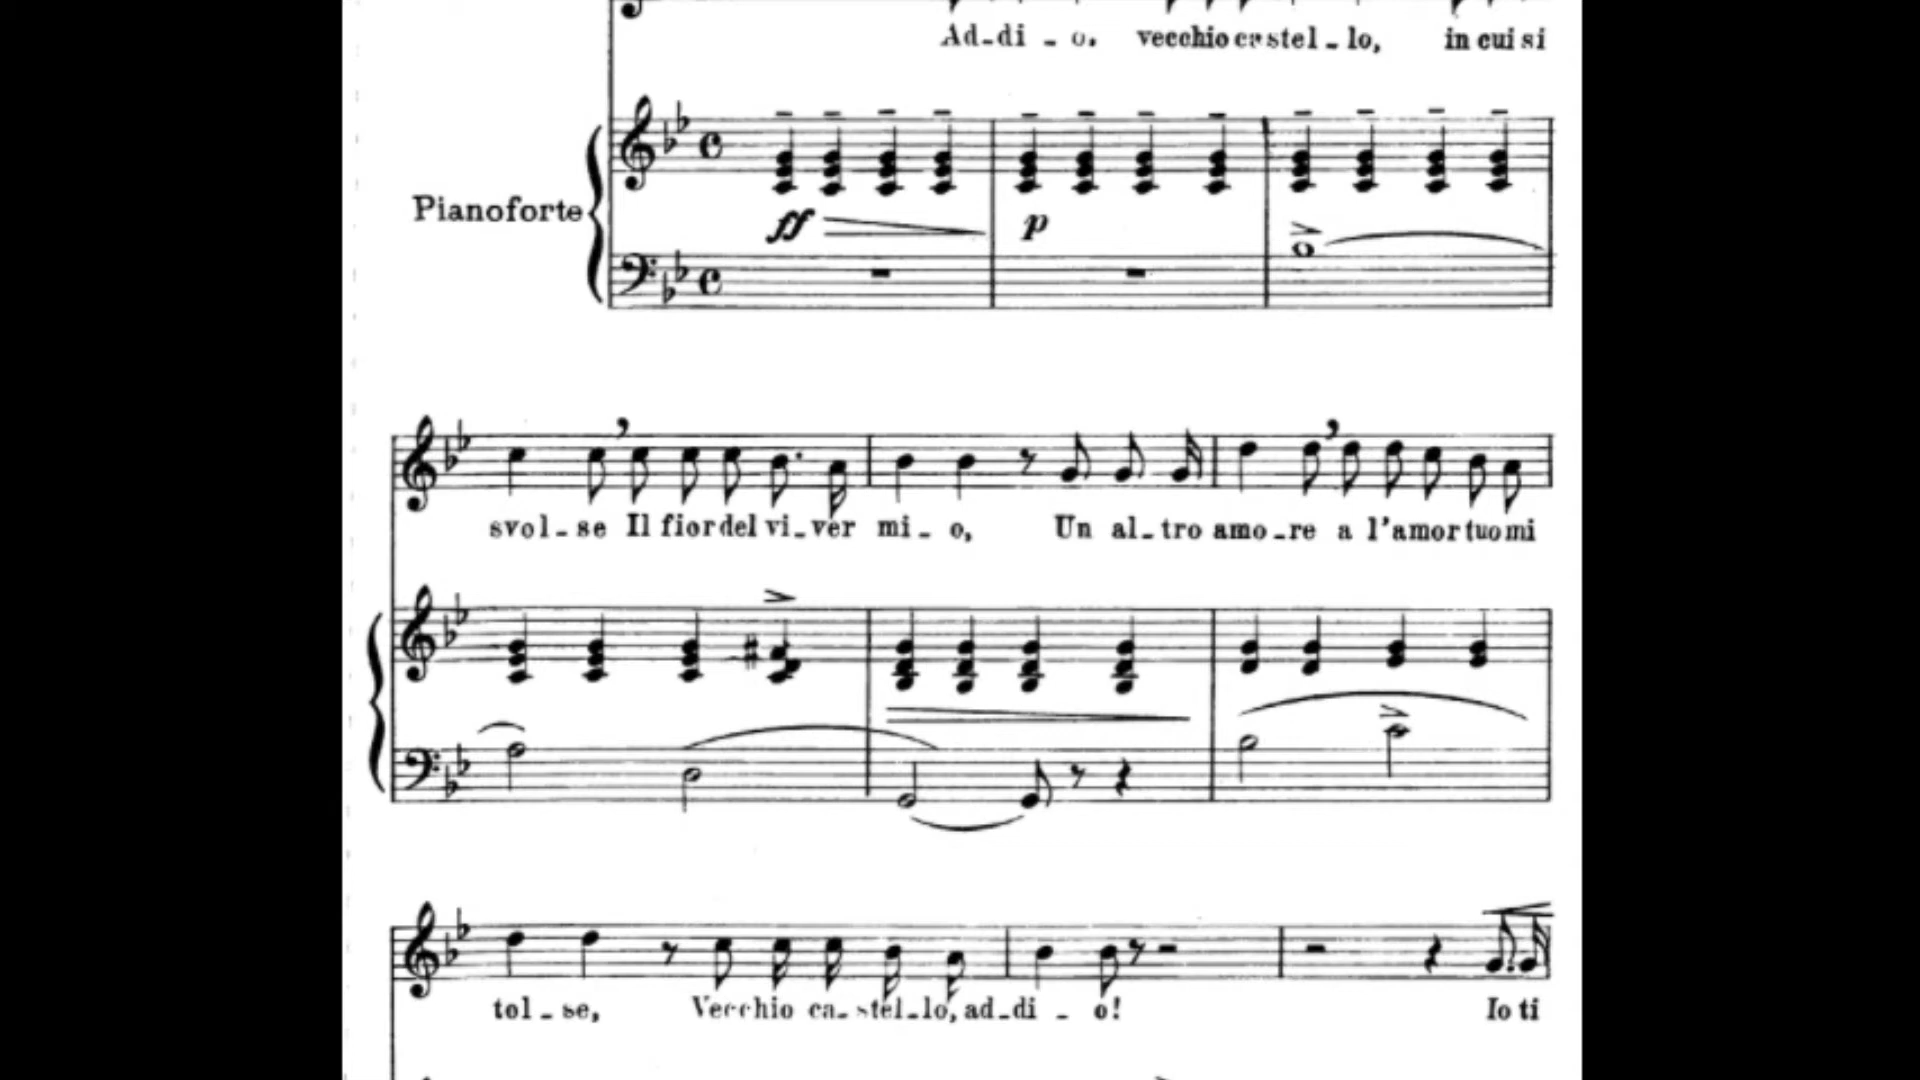 Ad-di - o, vecchio castel - lo, in cui si
Pianoforte
ff
p
svol - se Il fior del vi - ver mi - o, Un al - tro amo - re a l'amor tuo mi
tol - se, Vecchio ca - stel - lo, ad - di - o! Io ti